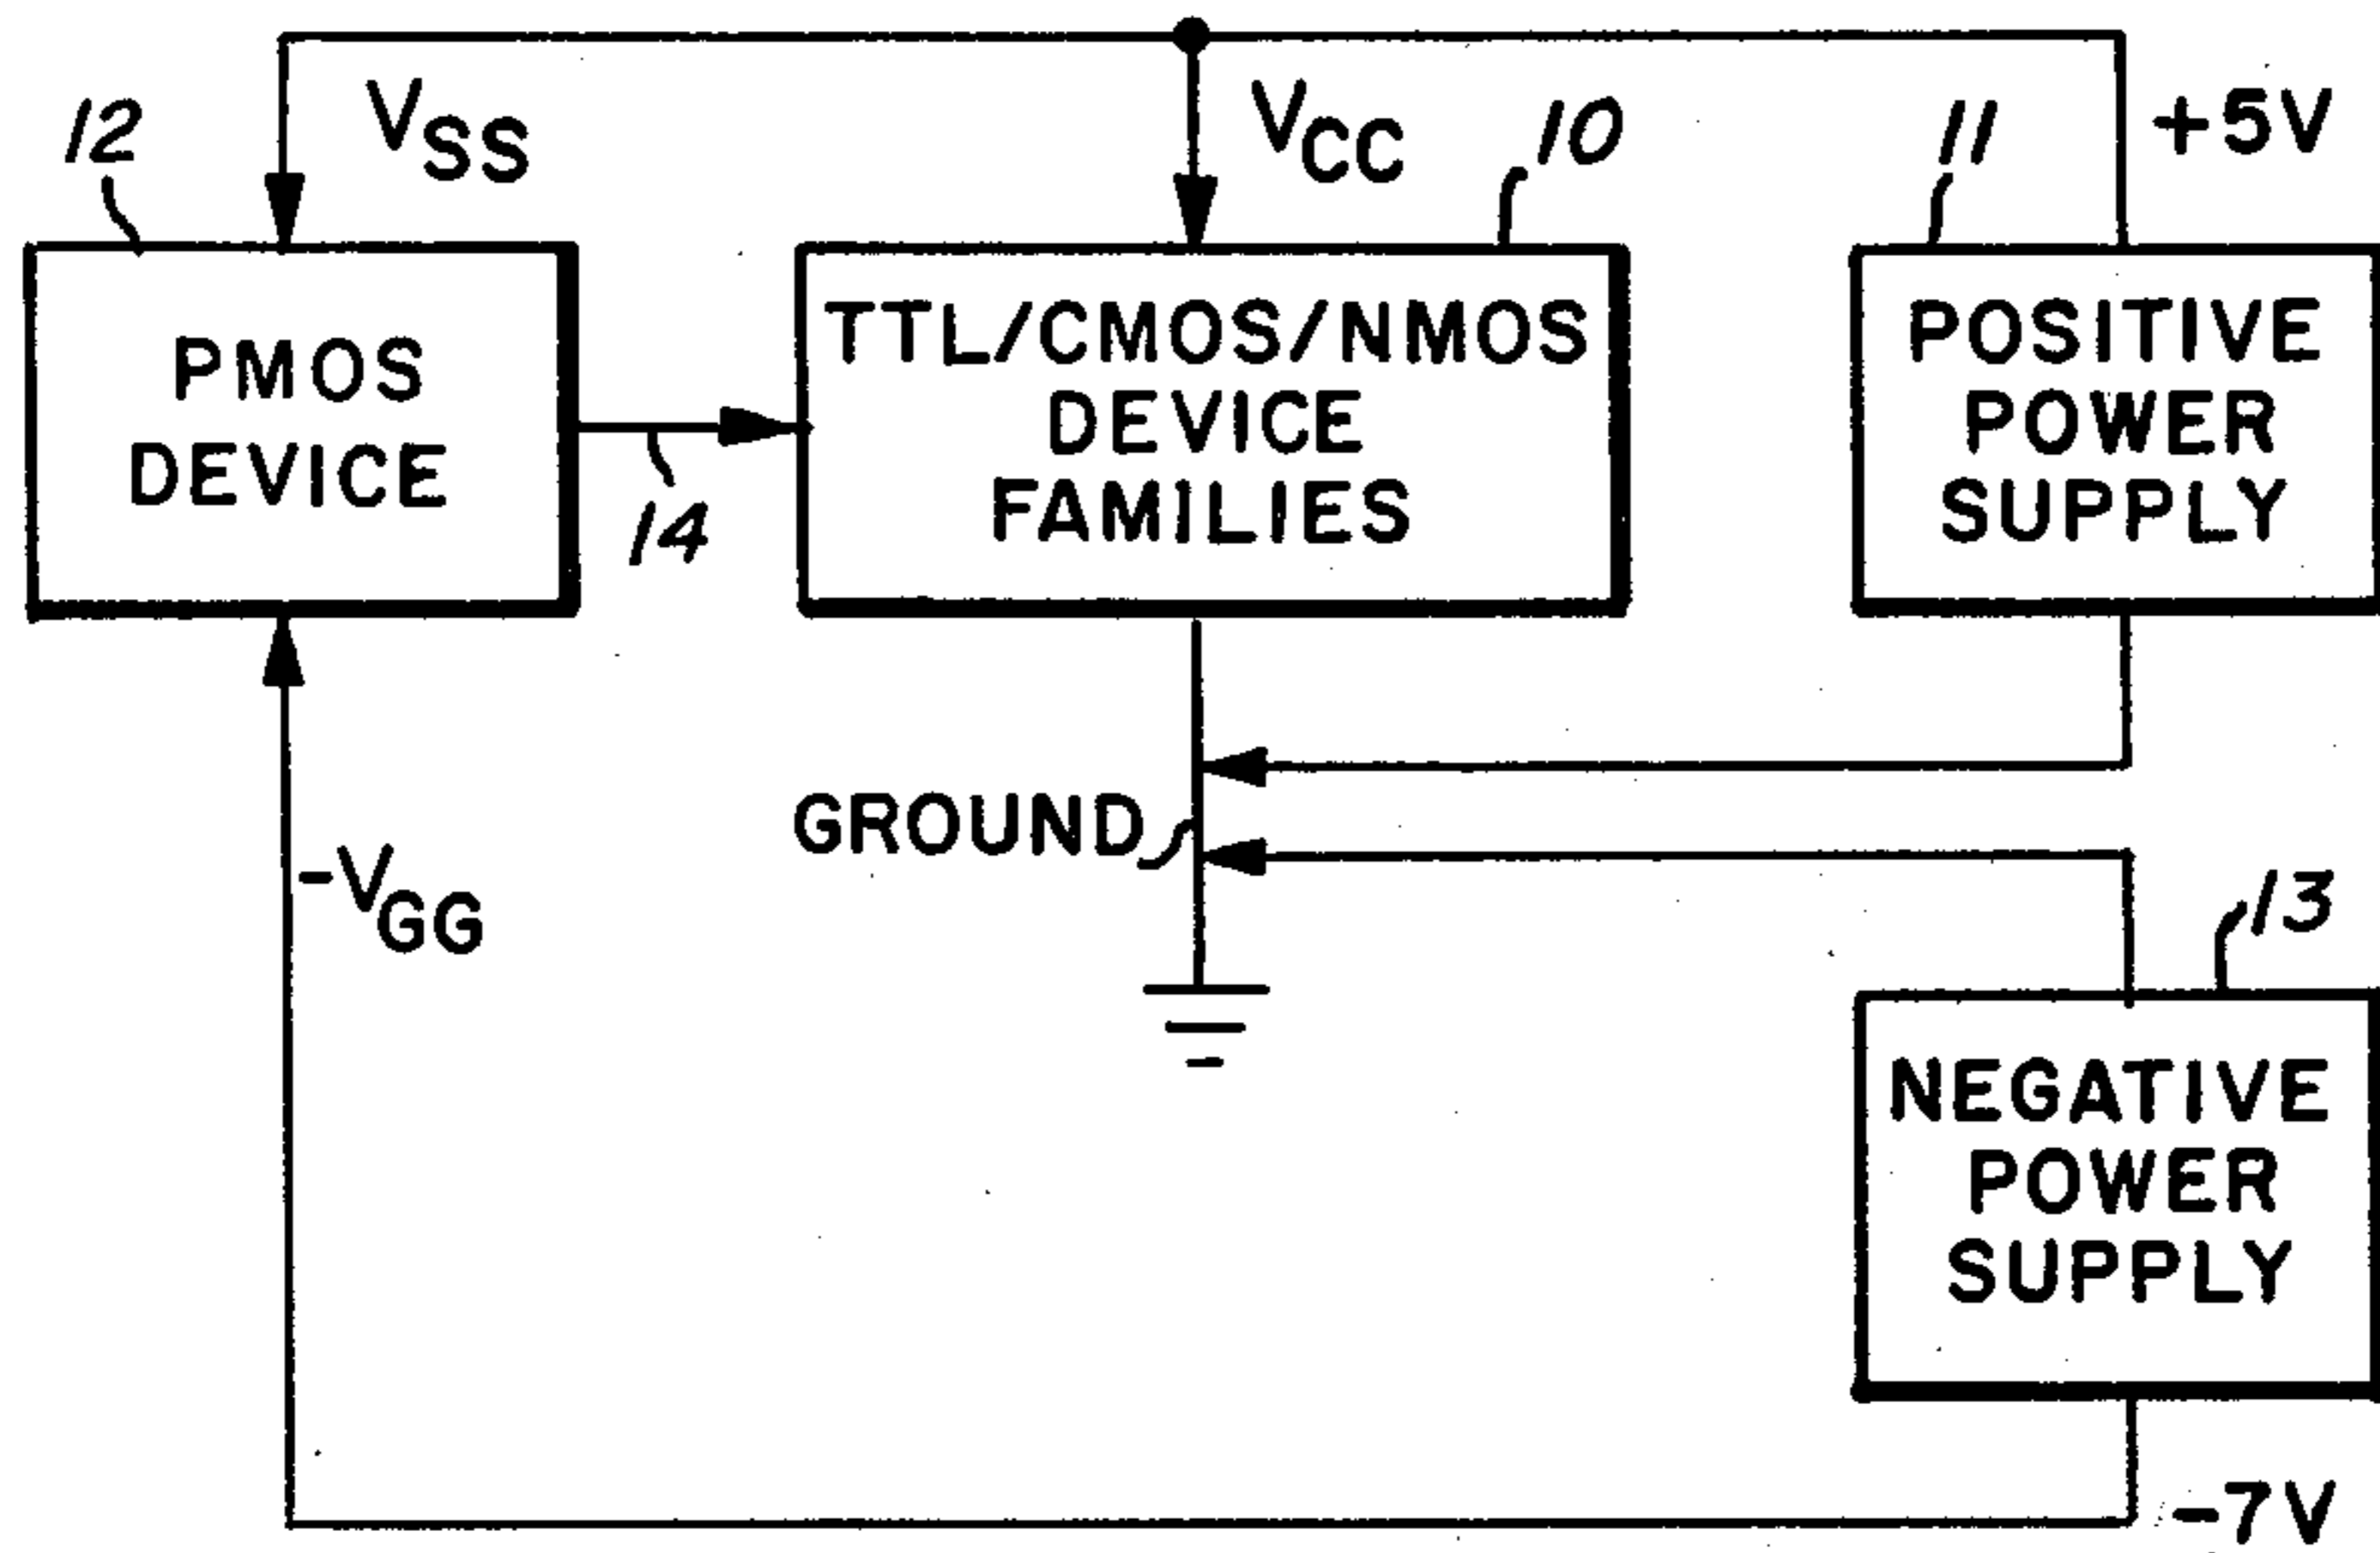 12
VSS
VCC
10
11
+5V
PMOS
DEVICE
14
TTL/CMOS/NMOS
DEVICE
FAMILIES
POSITIVE
POWER
SUPPLY
GROUND
-VGG
13
NEGATIVE
POWER
SUPPLY
-7V